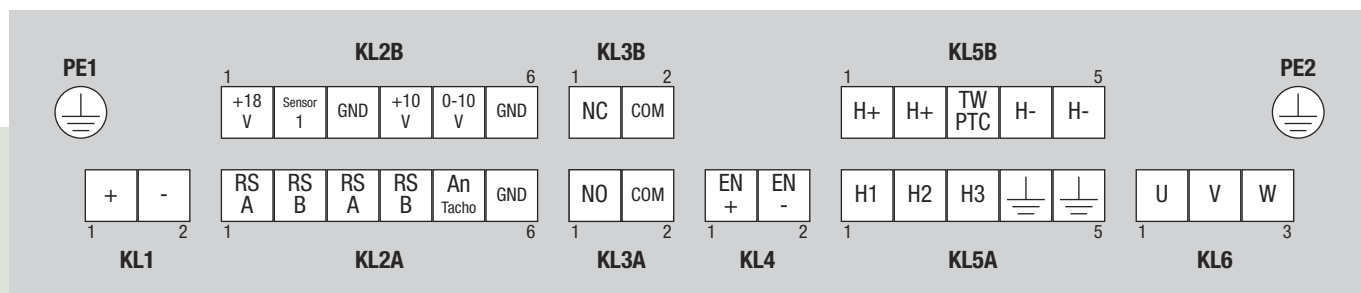 KL2B
KL3B
KL5B
PE1
PE2
1 6 1 2 1 5
+18 V Sensor 1 GND +10 V 0-10 V GND
NC COM
H+ H+ TW PTC H- H-
+ -
RS A RS B RS A RS B An Tacho GND
NO COM
EN + EN -
H1 H2 H3
U V W
1 2 1 6 1 2 1 2 1 5 1 3
KL1 KL2A KL3A KL4 KL5A KL6